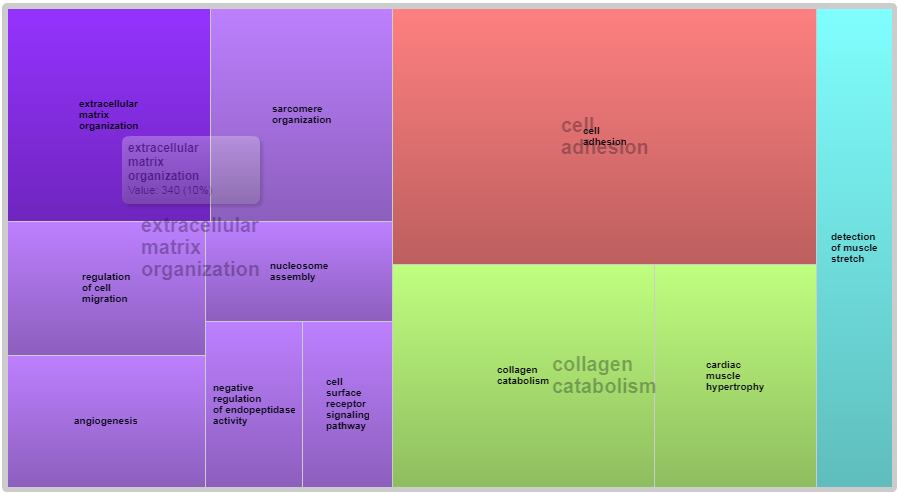 extracellular
matrix
organization
sarcomere
organization
extracellular
matrix
organization
Value: 340 (10%)
extracellular
matrix
organization
regulation
of cell
migration
nucleosome
assembly
angiogenesis
negative
regulation
of endopeptidase
activity
cell
surface
receptor
signaling
pathway
cell
adhesion
cell
adhesion
collagen
catabolism
collagen
catabolism
cardiac
muscle
hypertrophy
detection
of muscle
stretch